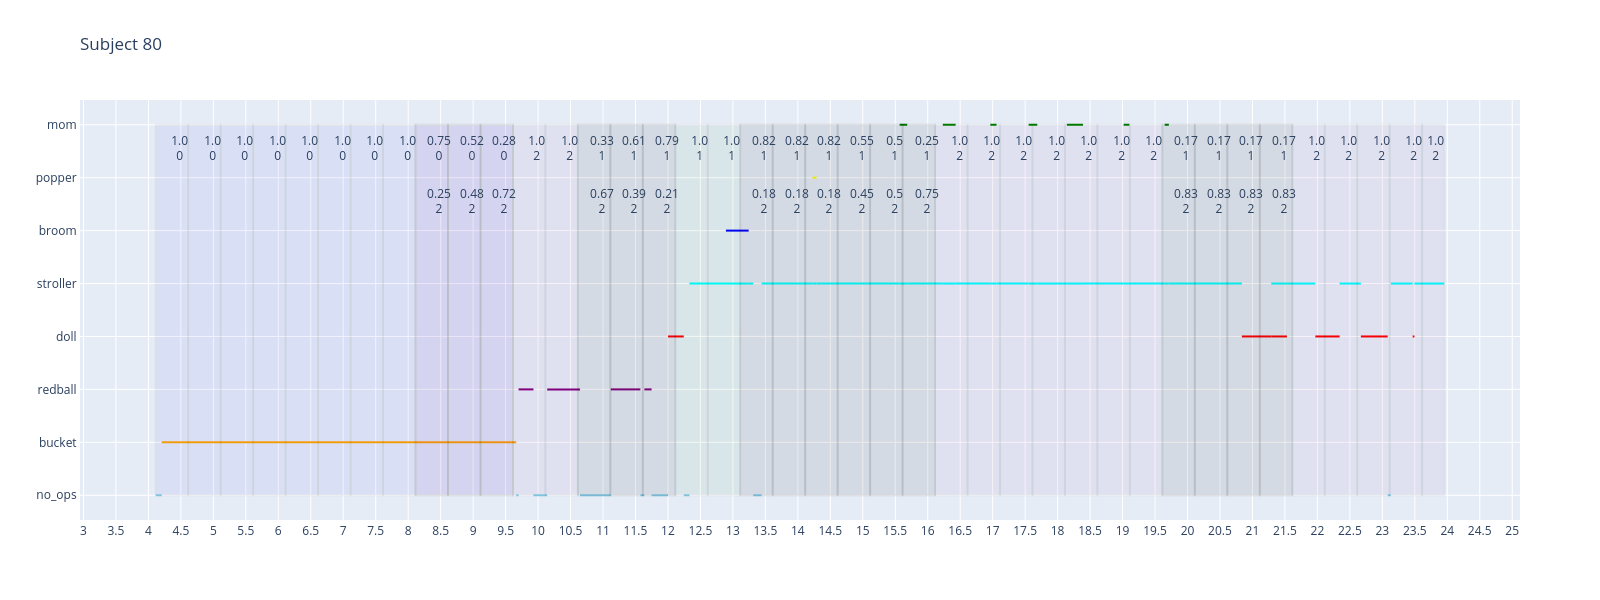 Subject 80
mom
1.0 1.0 1.0 1.0 1.0 1.0 1.0 1.0 0.75 0.52 0.28 1.0 1.0 0.33 0.61 0.79 1.0 1.0 0.82 0.82 0.82 0.55 0.5 0.25 1.0 1.0 1.0 1.0 1.0 1.0 1.0 0.17 0.17 0.17 0.17 1.0 1.0 1.0 1.0 1.0
0 0 0 0 0 0 0 0 0 0 0 2 2 1 1 1 1 1 1 1 1 1 1 1 2 2 2 2 2 2 2 1 1 1 1 2 2 2 2 2
popper
0.25 0.48 0.72 0.67 0.39 0.21 0.18 0.18 0.18 0.45 0.5 0.75 0.83 0.83 0.83 0.83
2 2 2 2 2 2 2 2 2 2 2 2 2 2 2 2
broom
stroller
doll
redball
bucket
no_ops
3 3.5 4 4.5 5 5.5 6 6.5 7 7.5 8 8.5 9 9.5 10 10.5 11 11.5 12 12.5 13 13.5 14 14.5 15 15.5 16 16.5 17 17.5 18 18.5 19 19.5 20 20.5 21 21.5 22 22.5 23 23.5 24 24.5 25